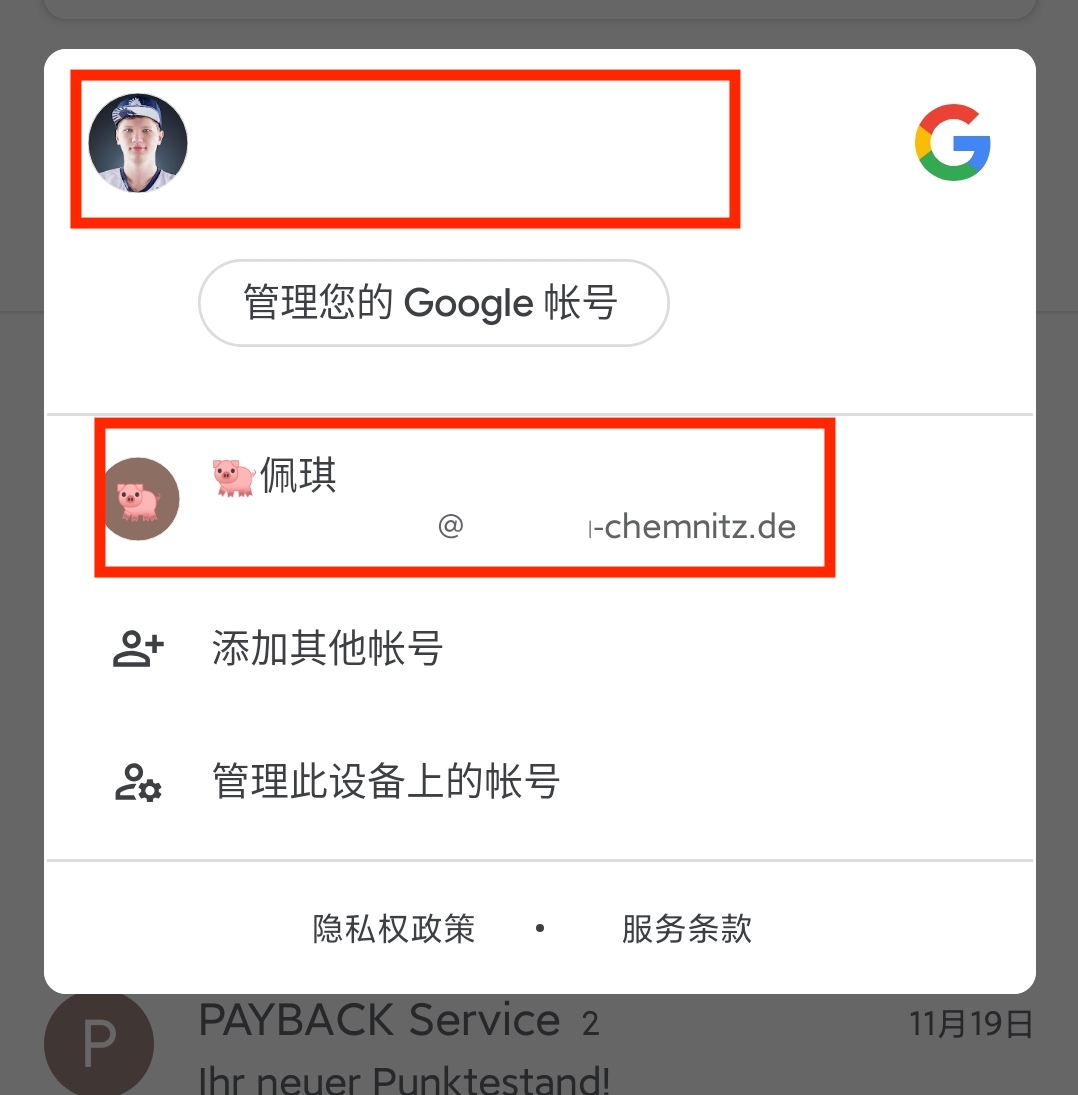 管理您的 Google 帐号
🐷佩琪
@ -chemnitz.de
添加其他帐号
管理此设备上的帐号
隐私权政策 • 服务条款
P PAYBACK Service 2 11月19日
Ihr neuer Punktestand!